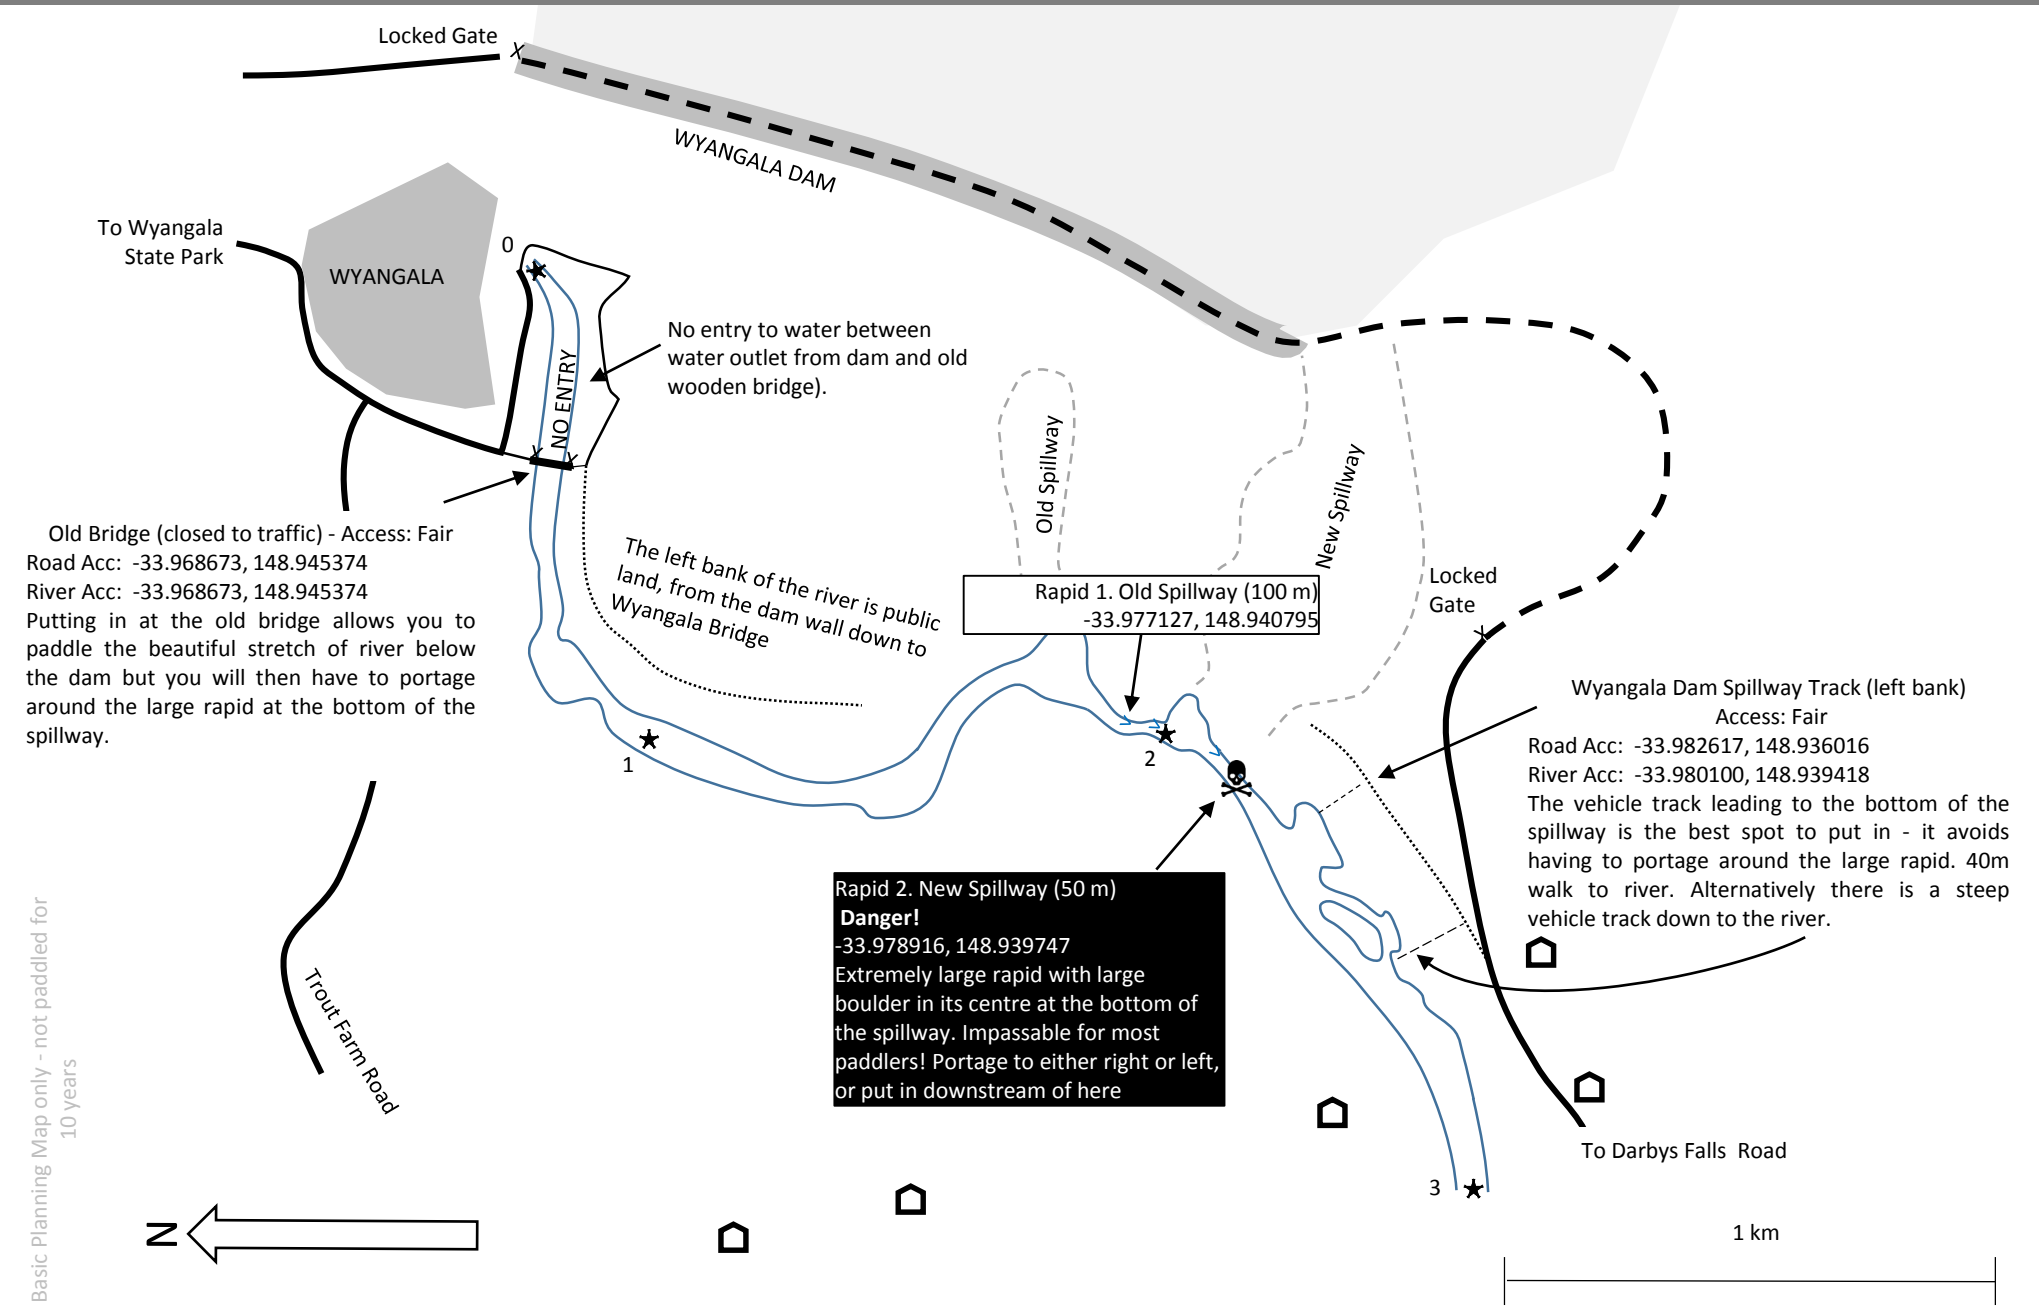 Locked Gate
X
WYANGALA DAM
To Wyangala
State Park
WYANGALA
0
No entry to water between
water outlet from dam and old
wooden bridge).
NO ENTRY
X X
Old Spillway
New Spillway
Old Bridge (closed to traffic) - Access: Fair
Road Acc: -33.968673, 148.945374
River Acc: -33.968673, 148.945374
Putting in at the old bridge allows you to
paddle the beautiful stretch of river below
the dam but you will then have to portage
around the large rapid at the bottom of the
spillway.
The left bank of the river is public
land, from the dam wall down to
Wyangala Bridge
Rapid 1. Old Spillway (100 m)
-33.977127, 148.940795
Locked
Gate
X
Wyangala Dam Spillway Track (left bank)
Access: Fair
Road Acc: -33.982617, 148.936016
River Acc: -33.980100, 148.939418
The vehicle track leading to the bottom of the
spillway is the best spot to put in - it avoids
having to portage around the large rapid. 40m
walk to river. Alternatively there is a steep
vehicle track down to the river.
1
2
Rapid 2. New Spillway (50 m)
Danger!
-33.978916, 148.939747
Extremely large rapid with large
boulder in its centre at the bottom of
the spillway. Impassable for most
paddlers! Portage to either right or left,
or put in downstream of here
Trout Farm Road
To Darbys Falls Road
3
1 km
N
Basic Planning Map only - not paddled for
10 years